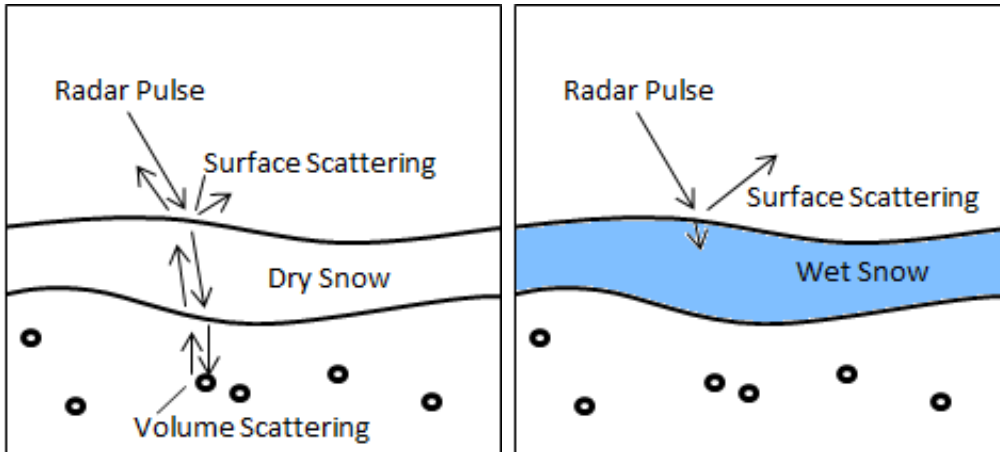 Radar Pulse
Surface Scattering
Dry Snow
Volume Scattering
Radar Pulse
Surface Scattering
Wet Snow